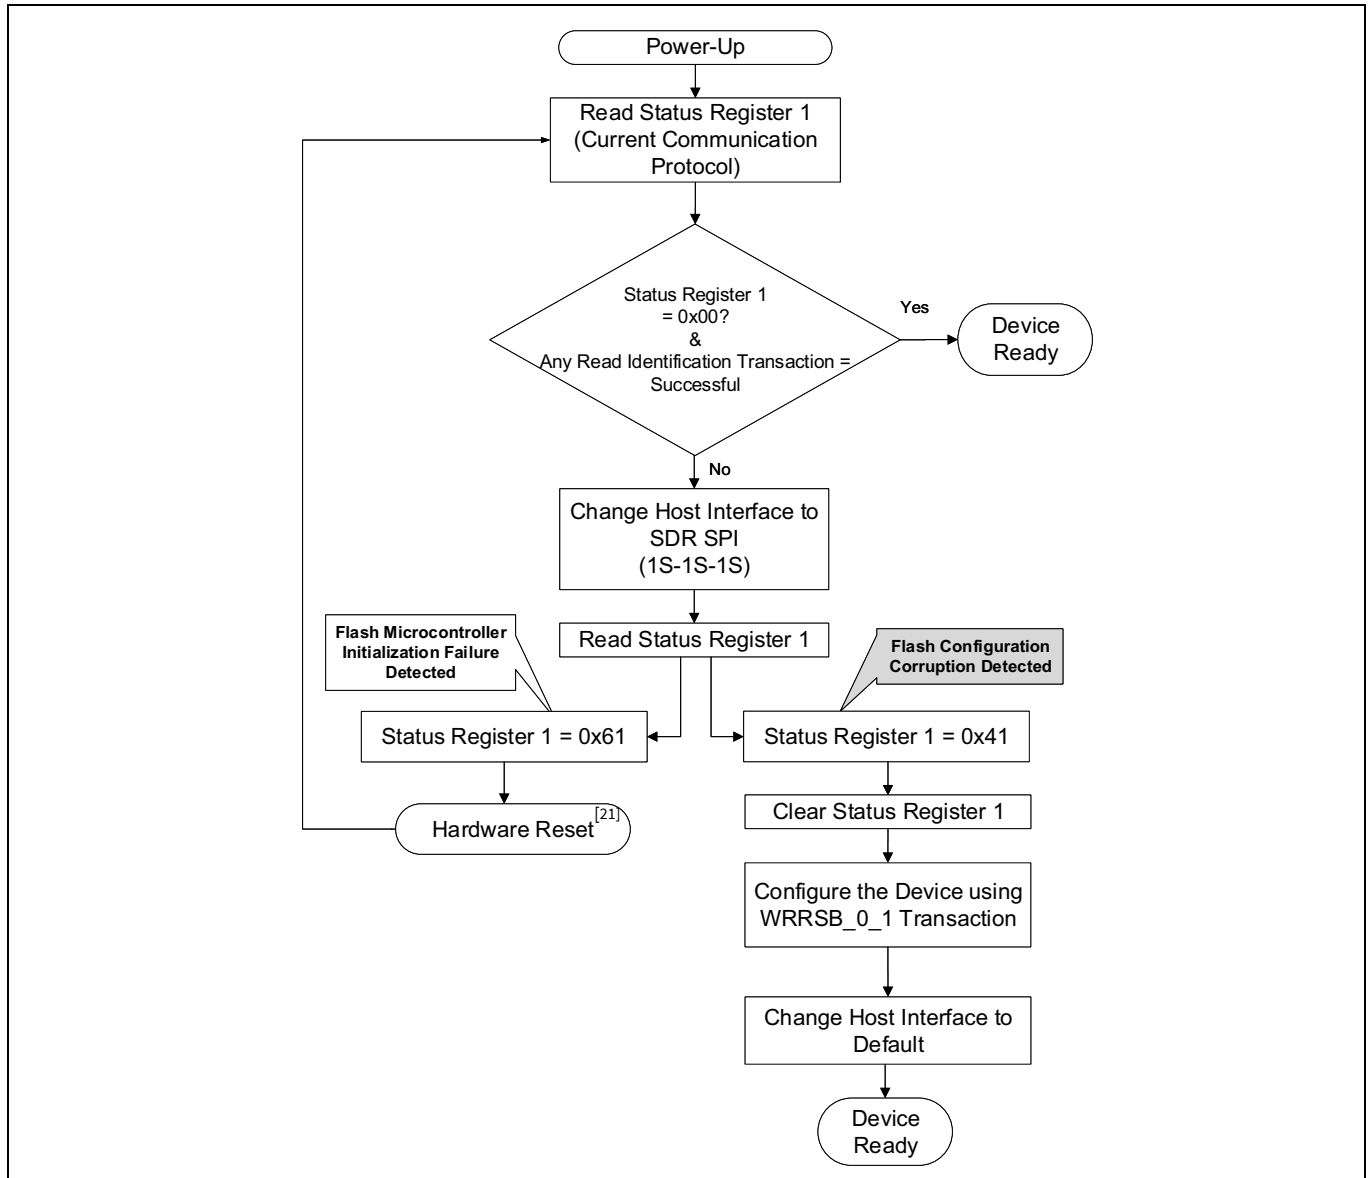 Power-Up
Read Status Register 1
(Current Communication
Protocol)
Status Register 1
= 0x00?
&
Any Read Identification Transaction =
Successful
Yes
Device
Ready
No
Change Host Interface to
SDR SPI
(1S-1S-1S)
Read Status Register 1
Flash Microcontroller
Initialization Failure
Detected
Flash Configuration
Corruption Detected
Status Register 1 = 0x61
Status Register 1 = 0x41
Hardware Reset[21]
Clear Status Register 1
Configure the Device using
WRRSB_0_1 Transaction
Change Host Interface to
Default
Device
Ready